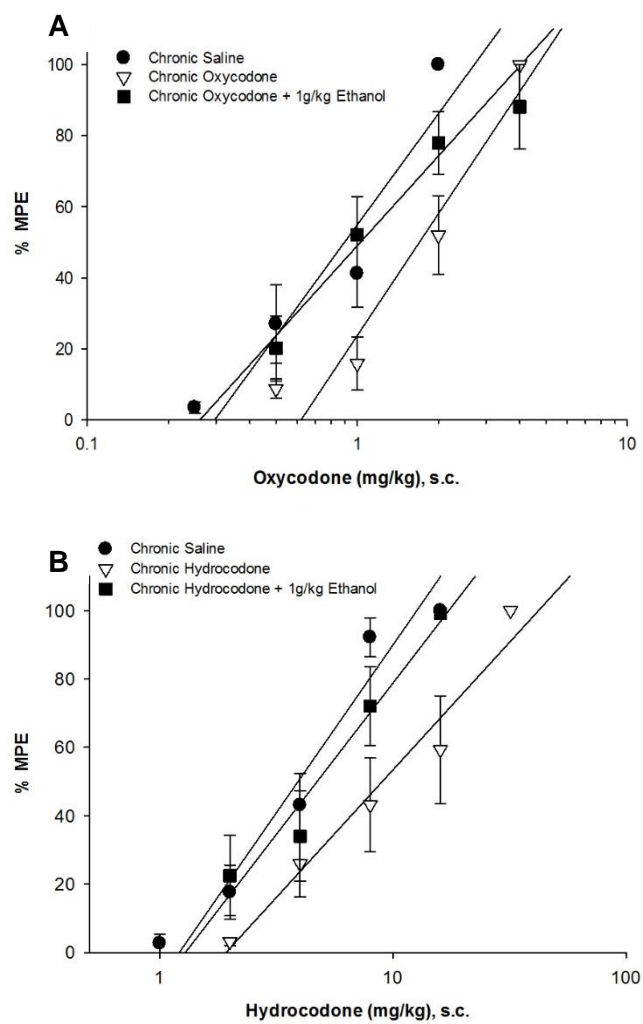 A
Chronic Saline
Chronic Oxycodone
Chronic Oxycodone + 1g/kg Ethanol
100
80
60
40
20
0
% MPE
0.1
1
10
Oxycodone (mg/kg), s.c.
B
Chronic Saline
Chronic Hydrocodone
Chronic Hydrocodone + 1g/kg Ethanol
100
80
60
40
20
0
% MPE
1
10
100
Hydrocodone (mg/kg), s.c.